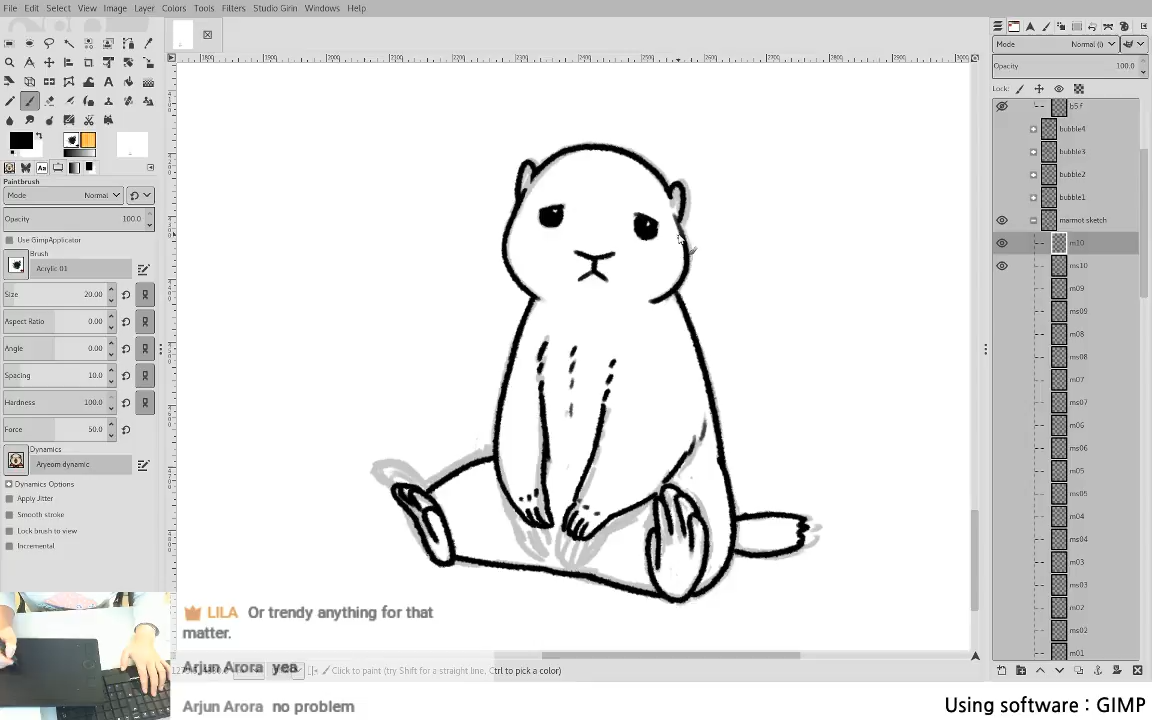 File Edit Select View Image Layer Colors Tools Filters Studio Girin Windows Help
Paintbrush
Mode Normal
Opacity 100.0
Use GimpApplicator
Brush
Acrylic 01
Size 20.00
Aspect Ratio 0.00
Angle 0.00
Spacing 10.0
Hardness 100.0
Force 50.0
Dynamics
Aryeom dynamic
Dynamics Options
Apply Jitter
Smooth stroke
Lock brush to view
Incremental
LILA Or trendy anything for that
matter.
Arjun Arora yea
Click to paint (try Shift for a straight line, Ctrl to pick a color)
Arjun Arora no problem
Mode Normal (l)
Opacity 100.0
Lock:
b5f
bubble4
bubble3
bubble2
bubble1
marmot sketch
m10
ms10
m09
ms09
m08
ms08
m07
ms07
m06
ms06
m05
ms05
m04
ms04
m03
ms03
m02
ms02
m01
Using software : GIMP